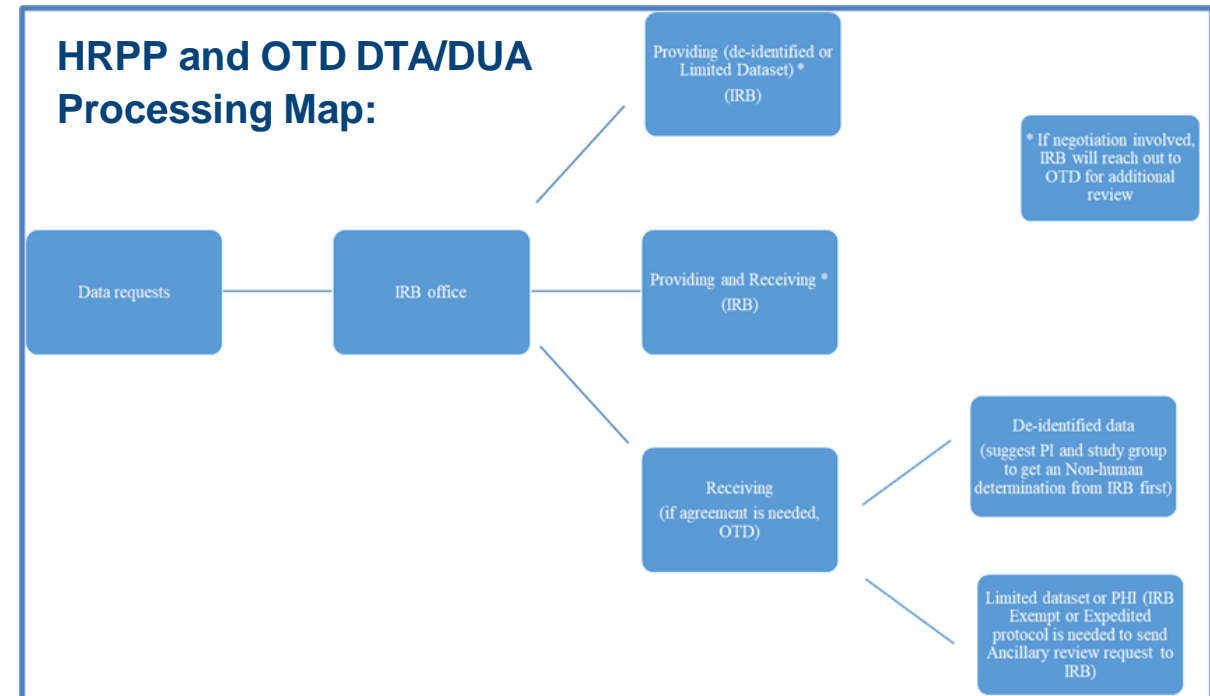 HRPP and OTD DTA/DUA
Processing Map:
Providing (de-identified or
Limited Dataset) *
(IRB)
* If negotiation involved,
IRB will reach out to
OTD for additional
review
Data requests
IRB office
Providing and Receiving *
(IRB)
Receiving
(if agreement is needed,
OTD)
De-identified data
(suggest PI and study group
to get an Non-human
determination from IRB first)
Limited dataset or PHI (IRB
Exempt or Expedited
protocol is needed to send
Ancillary review request to
IRB)